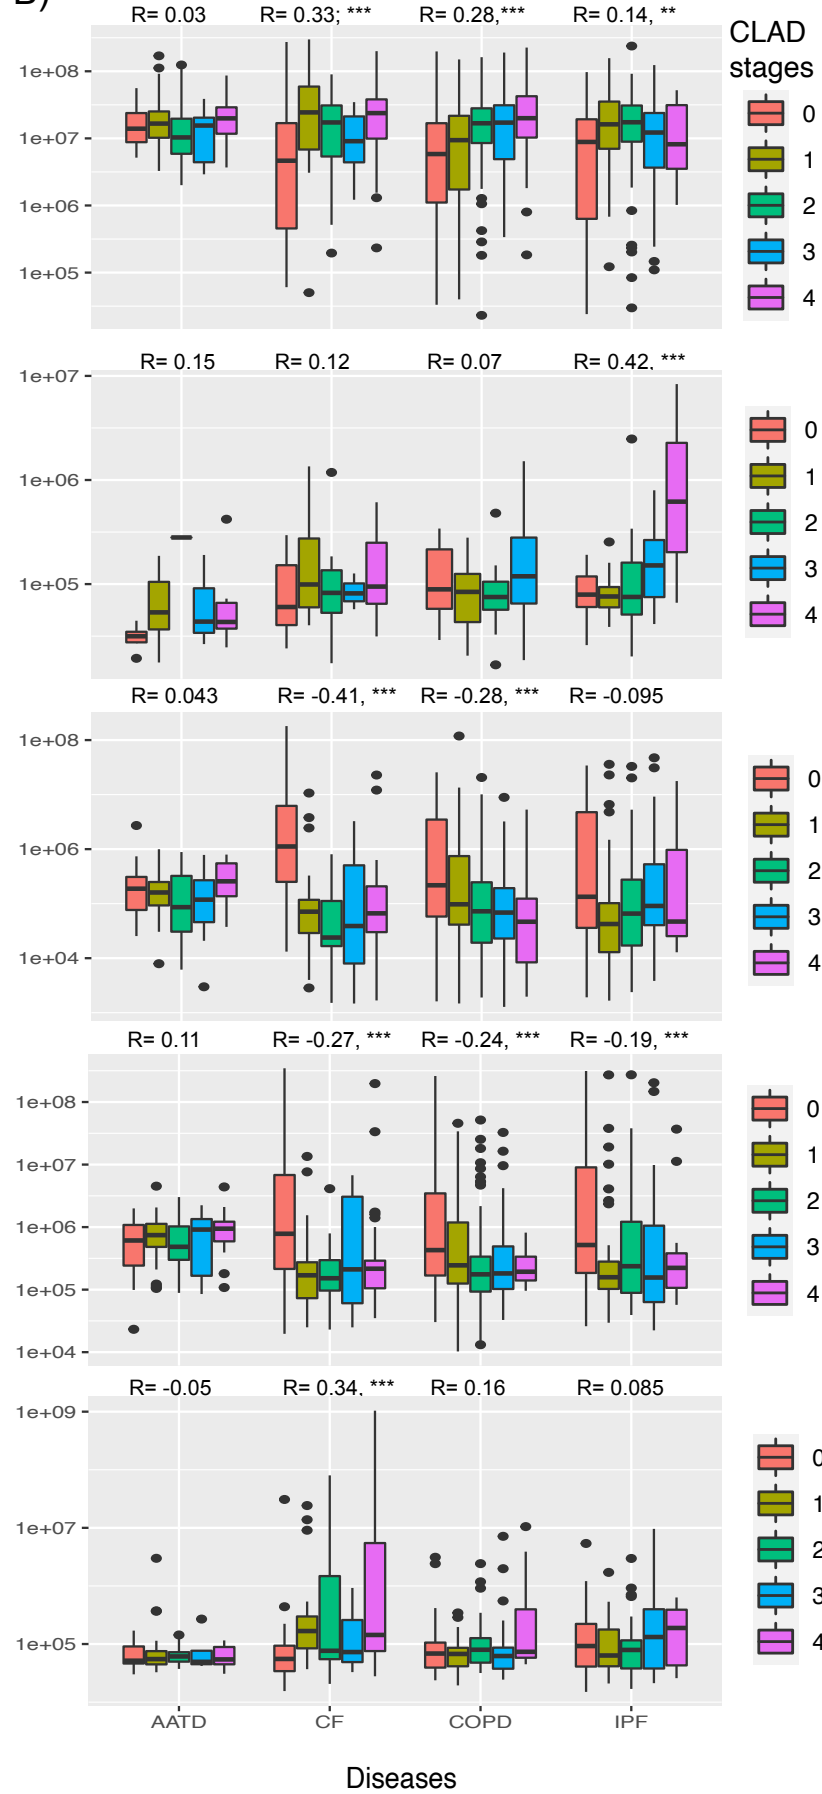 B)
R= 0.03 R= 0.33; *** R= 0.28,*** R= 0.14, **
CLAD
stages
1e+08
1e+07
1e+06
1e+05
0
1
2
3
4
R= 0.15 R= 0.12 R= 0.07 R= 0.42, ***
1e+07
1e+06
1e+05
0
1
2
3
4
R= 0.043 R= -0.41, *** R= -0.28, *** R= -0.095
1e+08
1e+06
1e+04
0
1
2
3
4
R= 0.11 R= -0.27, *** R= -0.24, *** R= -0.19, ***
1e+08
1e+07
1e+06
1e+05
1e+04
0
1
2
3
4
R= -0.05 R= 0.34, *** R= 0.16 R= 0.085
1e+09
1e+07
1e+05
0
1
2
3
4
AATD CF COPD IPF
Diseases